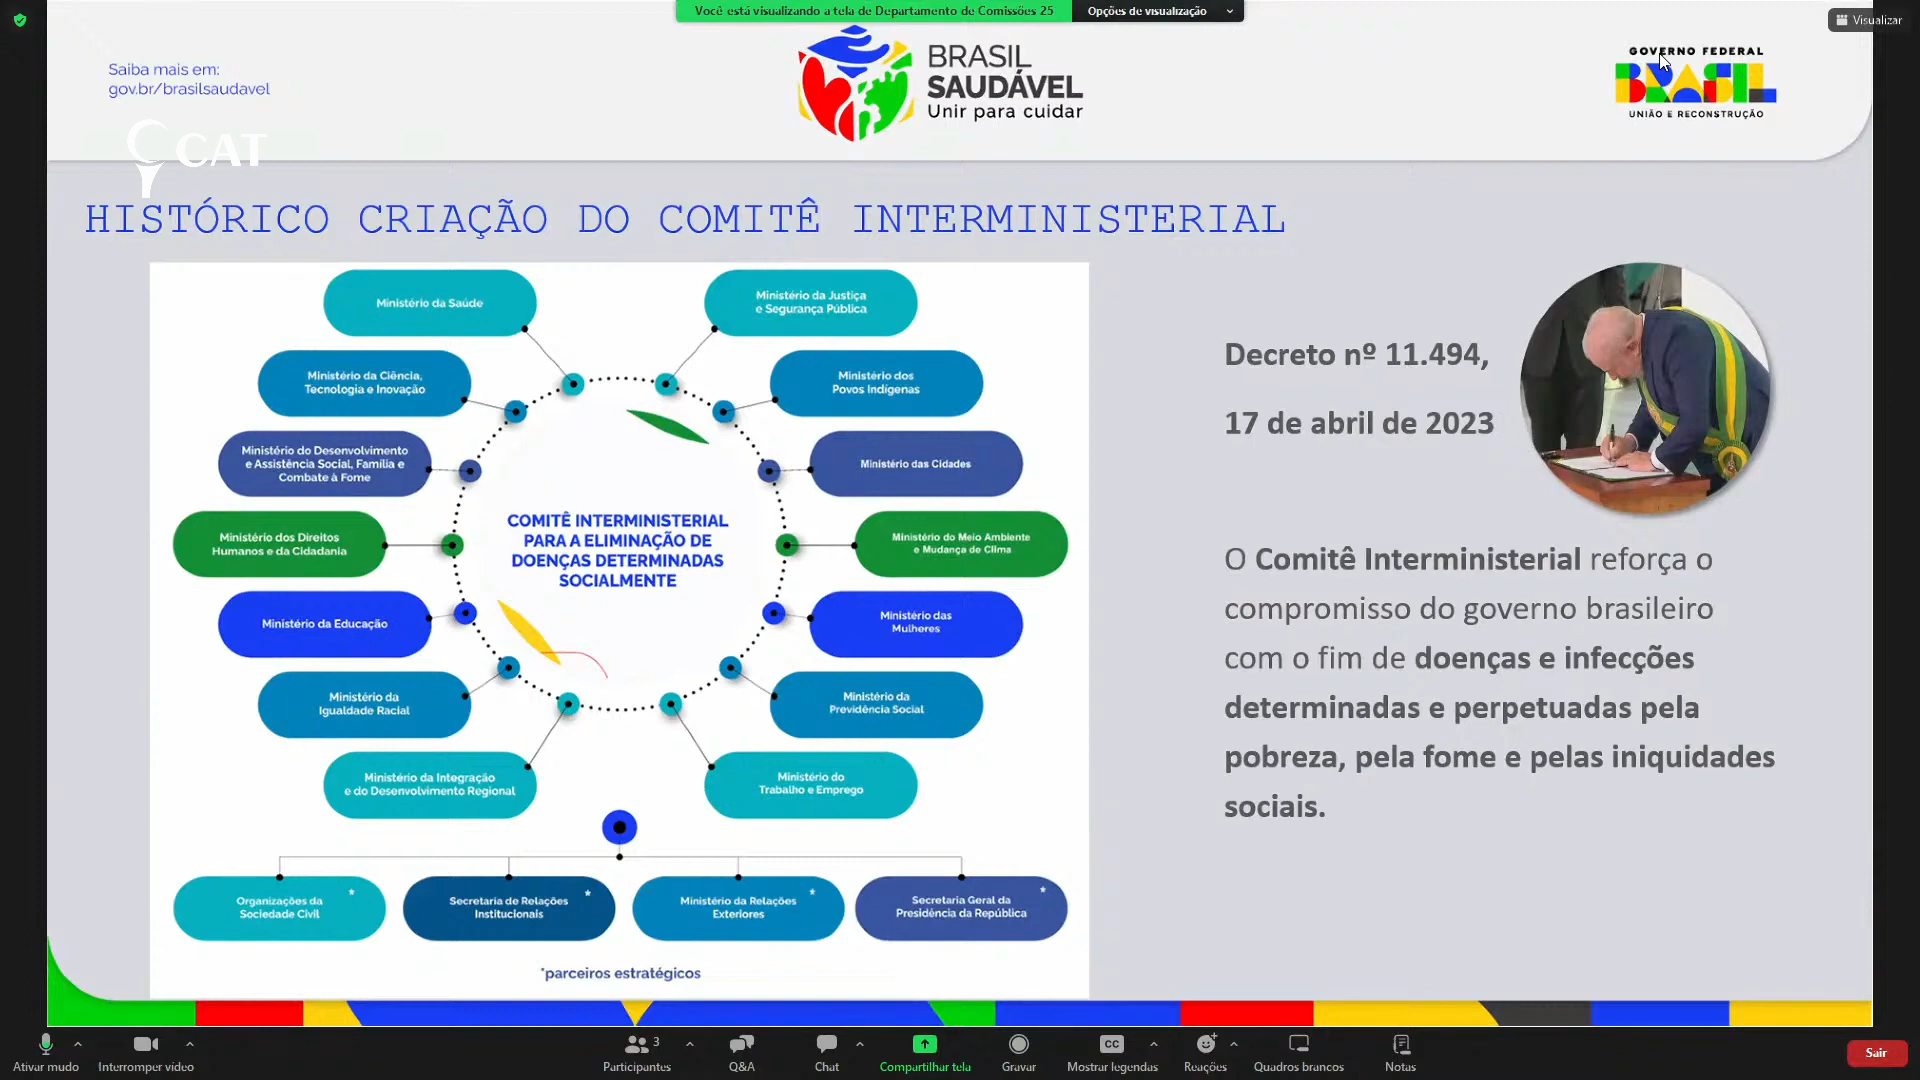 Você está visualizando a tela de Departamento de Comissões 25
Opções de visualização
Visualizar
Saiba mais em:
gov.br/brasilsaudavel
BRASIL
SAUDÁVEL
Unir para cuidar
GOVERNO FEDERAL
BRASIL
UNIÃO E RECONSTRUÇÃO
CAT
HISTÓRICO CRIAÇÃO DO COMITÊ INTERMINISTERIAL
Ministério da Saúde
Ministério da Justiça
e Segurança Pública
Ministério da Ciência,
Tecnologia e Inovação
Ministério dos
Povos Indígenas
Ministério do Desenvolvimento
e Assistência Social, Família e
Combate à Fome
Ministério das Cidades
Ministério dos Direitos
Humanos e da Cidadania
Ministério do Meio Ambiente
e Mudança de Clima
COMITÊ INTERMINISTERIAL
PARA A ELIMINAÇÃO DE
DOENÇAS DETERMINADAS
SOCIALMENTE
Ministério da Educação
Ministério das
Mulheres
Ministério da
Igualdade Racial
Ministério da
Previdência Social
Ministério da Integração
e do Desenvolvimento Regional
Ministério do
Trabalho e Emprego
Organizações da
Sociedade Civil
*
Secretaria de Relações
Institucionais
*
Ministério da Relações
Exteriores
*
Secretaria Geral da
Presidência da República
*
*parceiros estratégicos
Decreto nº 11.494,
17 de abril de 2023
O Comitê Interministerial reforça o
compromisso do governo brasileiro
com o fim de doenças e infecções
determinadas e perpetuadas pela
pobreza, pela fome e pelas iniquidades
sociais.
Ativar mudo
Interromper vídeo
Participantes
3
Q&A
Chat
Compartilhar tela
Gravar
CC
Mostrar legendas
Reações
Quadros brancos
Notas
Sair